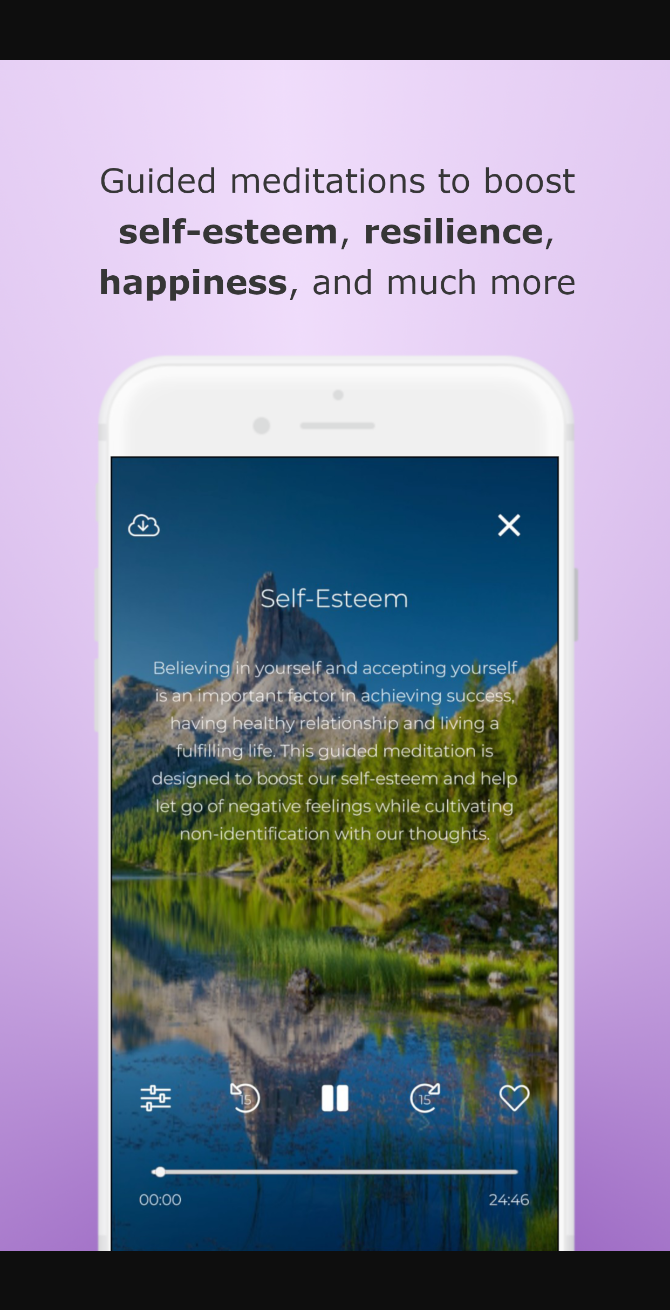 Guided meditations to boost
self-esteem, resilience,
happiness, and much more
Self-Esteem
Believing in yourself and accepting yourself
is an important factor in achieving success,
having healthy relationship and living a
fulfilling life. This guided meditation is
designed to boost our self-esteem and help
let go of negative feelings while cultivating
non-identification with our thoughts.
15 15
00:00 24:46